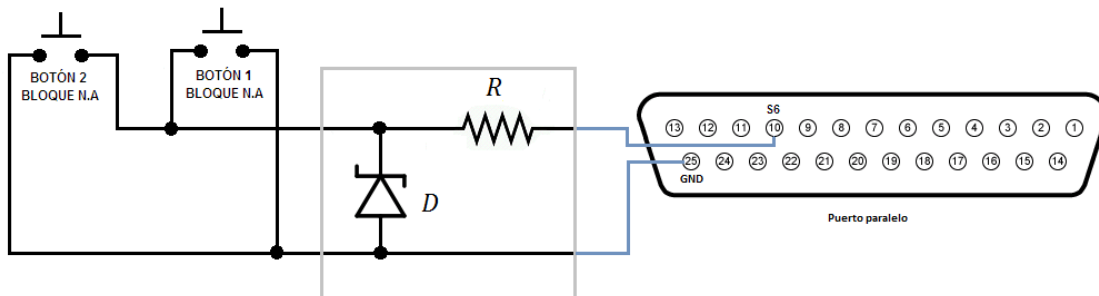 BOTÓN 2
BLOQUE N.A
BOTÓN 1
BLOQUE N.A
R
D
S6
13 12 11 10 9 8 7 6 5 4 3 2 1
25 24 23 22 21 20 19 18 17 16 15 14
GND
Puerto paralelo